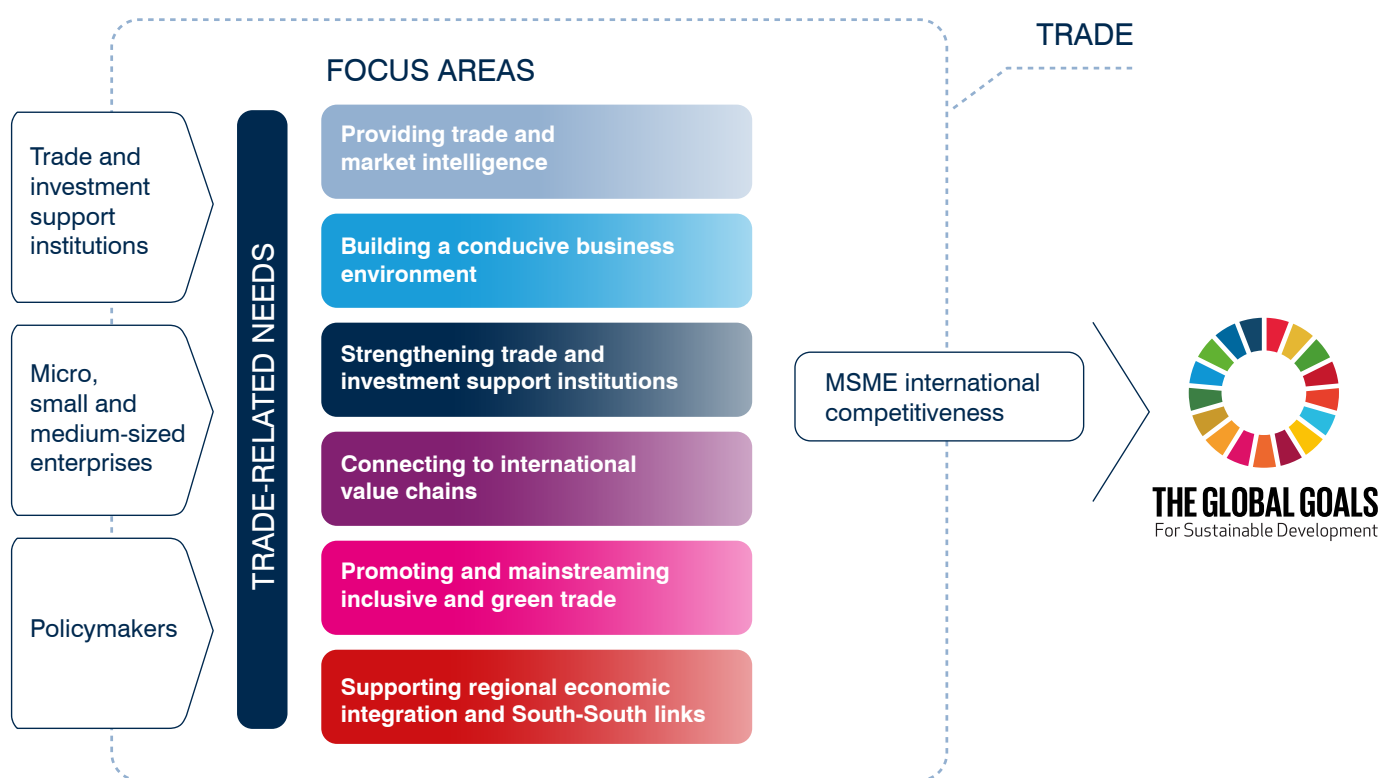 TRADE
FOCUS AREAS
Trade and
investment
support
institutions
Micro,
small and
medium-sized
enterprises
Policymakers
TRADE-RELATED NEEDS
Providing trade and
market intelligence
Building a conducive business
environment
Strengthening trade and
investment support institutions
Connecting to international
value chains
Promoting and mainstreaming
inclusive and green trade
Supporting regional economic
integration and South-South links
MSME international
competitiveness
THE GLOBAL GOALS
For Sustainable Development